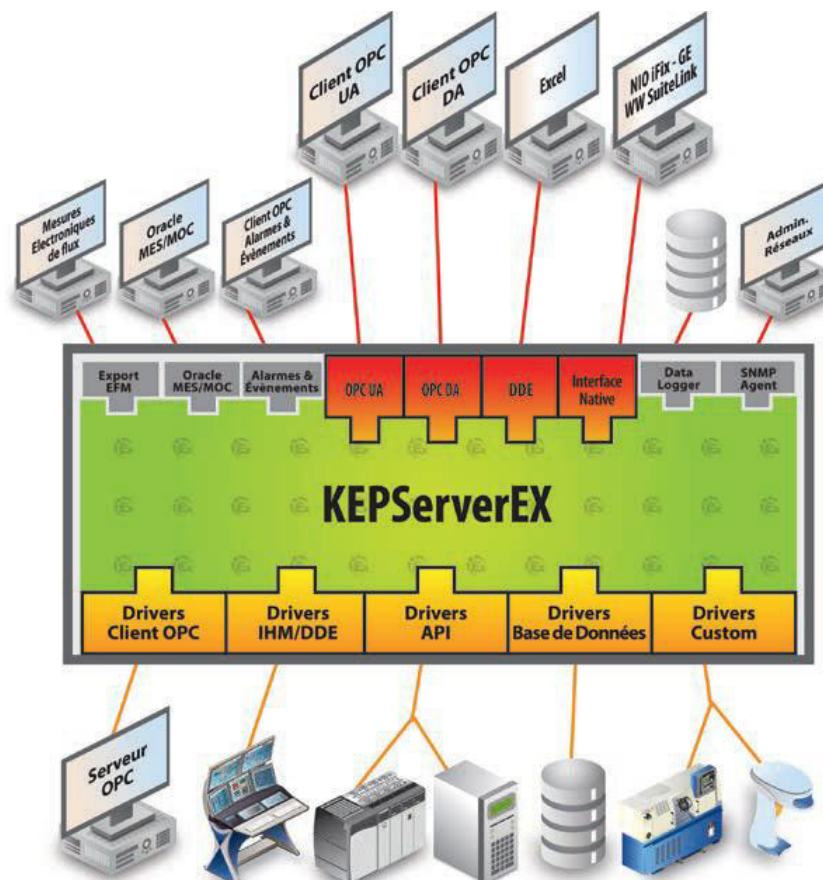 Client OPC
UA
Client OPC
DA
Excel
NIO iFix - GE
WW SuiteLink
Mesures
Electroniques
de flux
Oracle
MES/MOC
Client OPC
Alarmes &
Évènements
Admin.
Réseaux
Export
EFM
Oracle
MES/MOC
Alarmes &
Évènements
OPC UA
OPC DA
DDE
Interface
Native
Data
Logger
SNMP
Agent
KEPServerEX
Drivers
Client OPC
Drivers
IHM/DDE
Drivers
API
Drivers
Base de Données
Drivers
Custom
Serveur
OPC